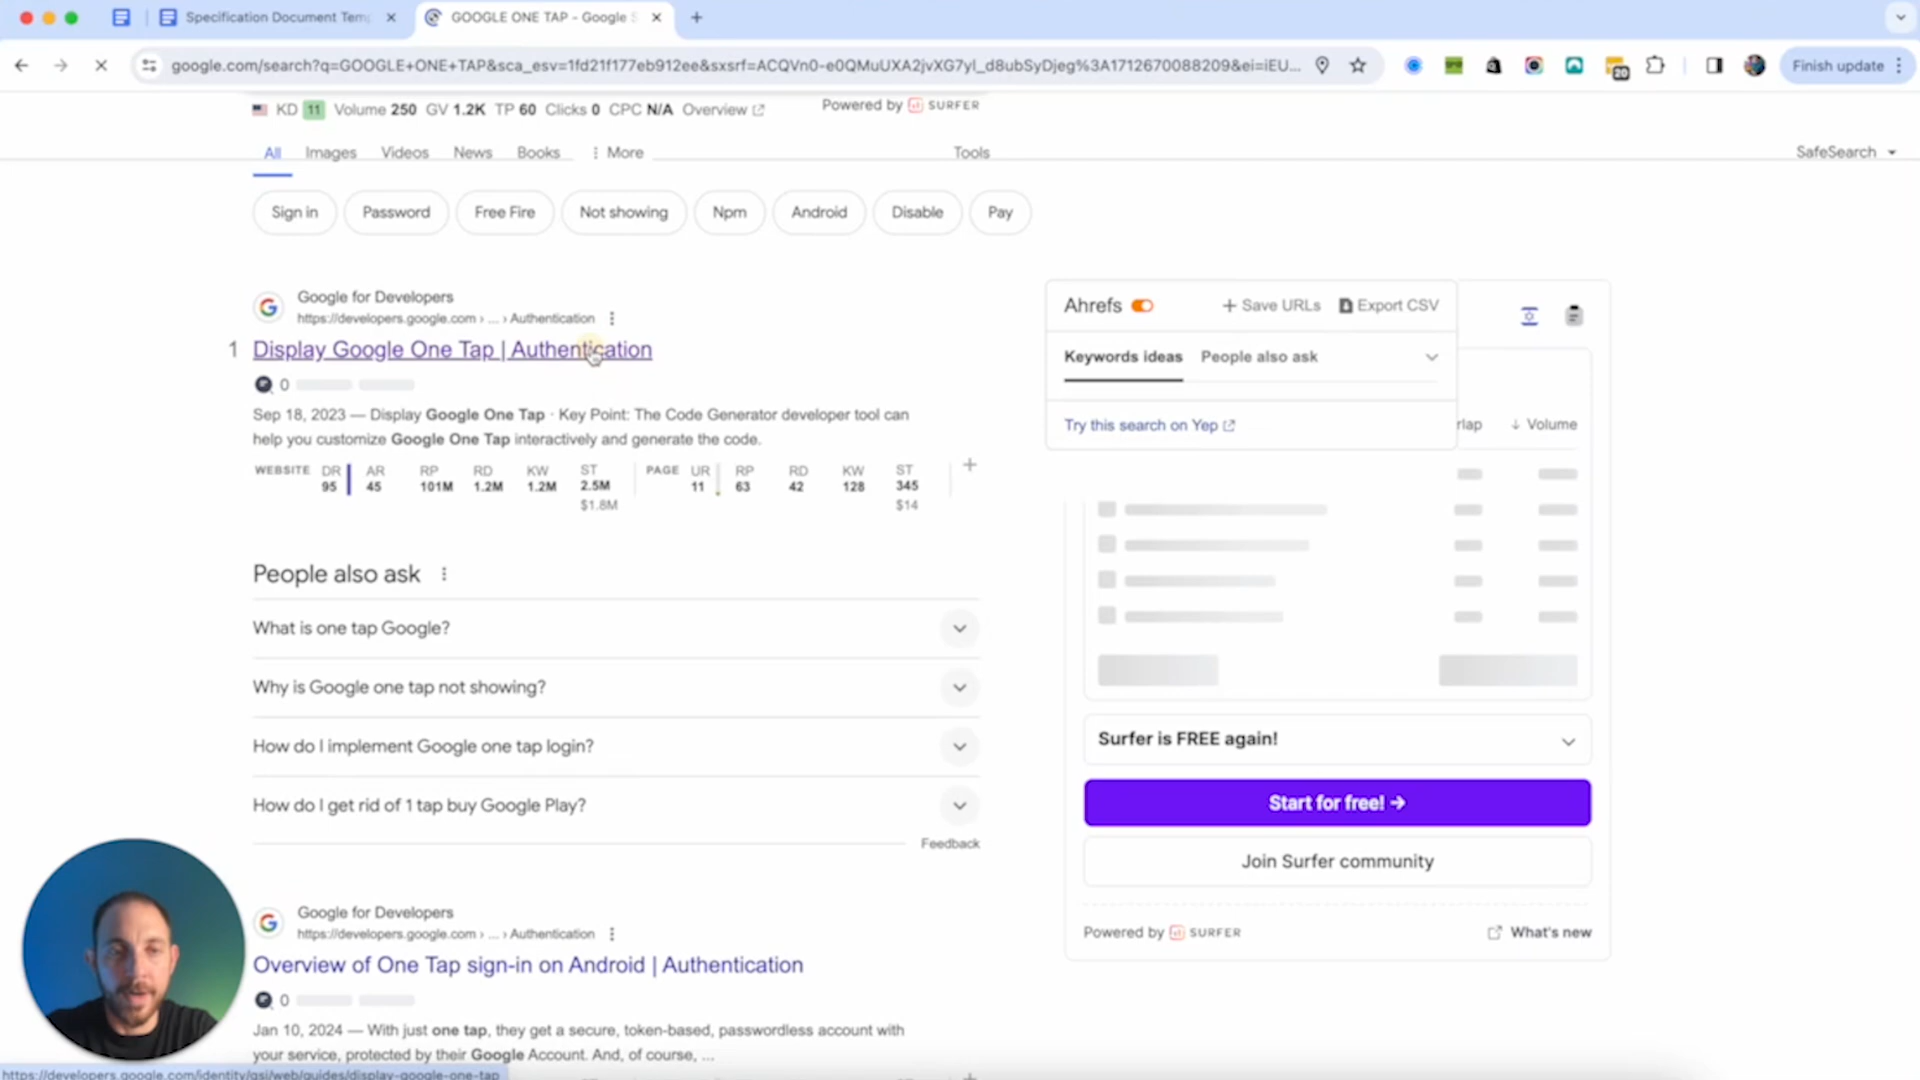 Specification Document Tem
GOOGLE ONE TAP - Google S
google.com/search?q=GOOGLE+ONE+TAP&sca_esv=1fd21f177eb912ee&sxsrf=ACQVn0-e0QMuUXA2jvXG7yl_d8ubSyDjeg%3A1712670088209&ei=iEU...
20
Finish update
KD 11 Volume 250 GV 1.2K TP 60 Clicks 0 CPC N/A Overview
Powered by SURFER
All Images Videos News Books More Tools SafeSearch
Sign in Password Free Fire Not showing Npm Android Disable Pay
Google for Developers
https://developers.google.com › ... › Authentication
1 Display Google One Tap | Authentication
0
Sep 18, 2023 — Display Google One Tap · Key Point: The Code Generator developer tool can
help you customize Google One Tap interactively and generate the code.
WEBSITE DR AR RP RD KW ST PAGE UR RP RD KW ST
95 45 101M 1.2M 1.2M 2.5M 11 63 42 128 345
$1.8M $14
People also ask
What is one tap Google?
Why is Google one tap not showing?
How do I implement Google one tap login?
How do I get rid of 1 tap buy Google Play?
Feedback
Google for Developers
https://developers.google.com › ... › Authentication
Overview of One Tap sign-in on Android | Authentication
0
Jan 10, 2024 — With just one tap, they get a secure, token-based, passwordless account with
your service, protected by their Google Account. And, of course, ...
https://developers.google.com/identity/gsi/web/guides/display-google-one-tap
Ahrefs Save URLs Export CSV
Keywords ideas People also ask
Try this search on Yep
rlap Volume
Surfer is FREE again!
Start for free! →
Join Surfer community
Powered by SURFER What's new